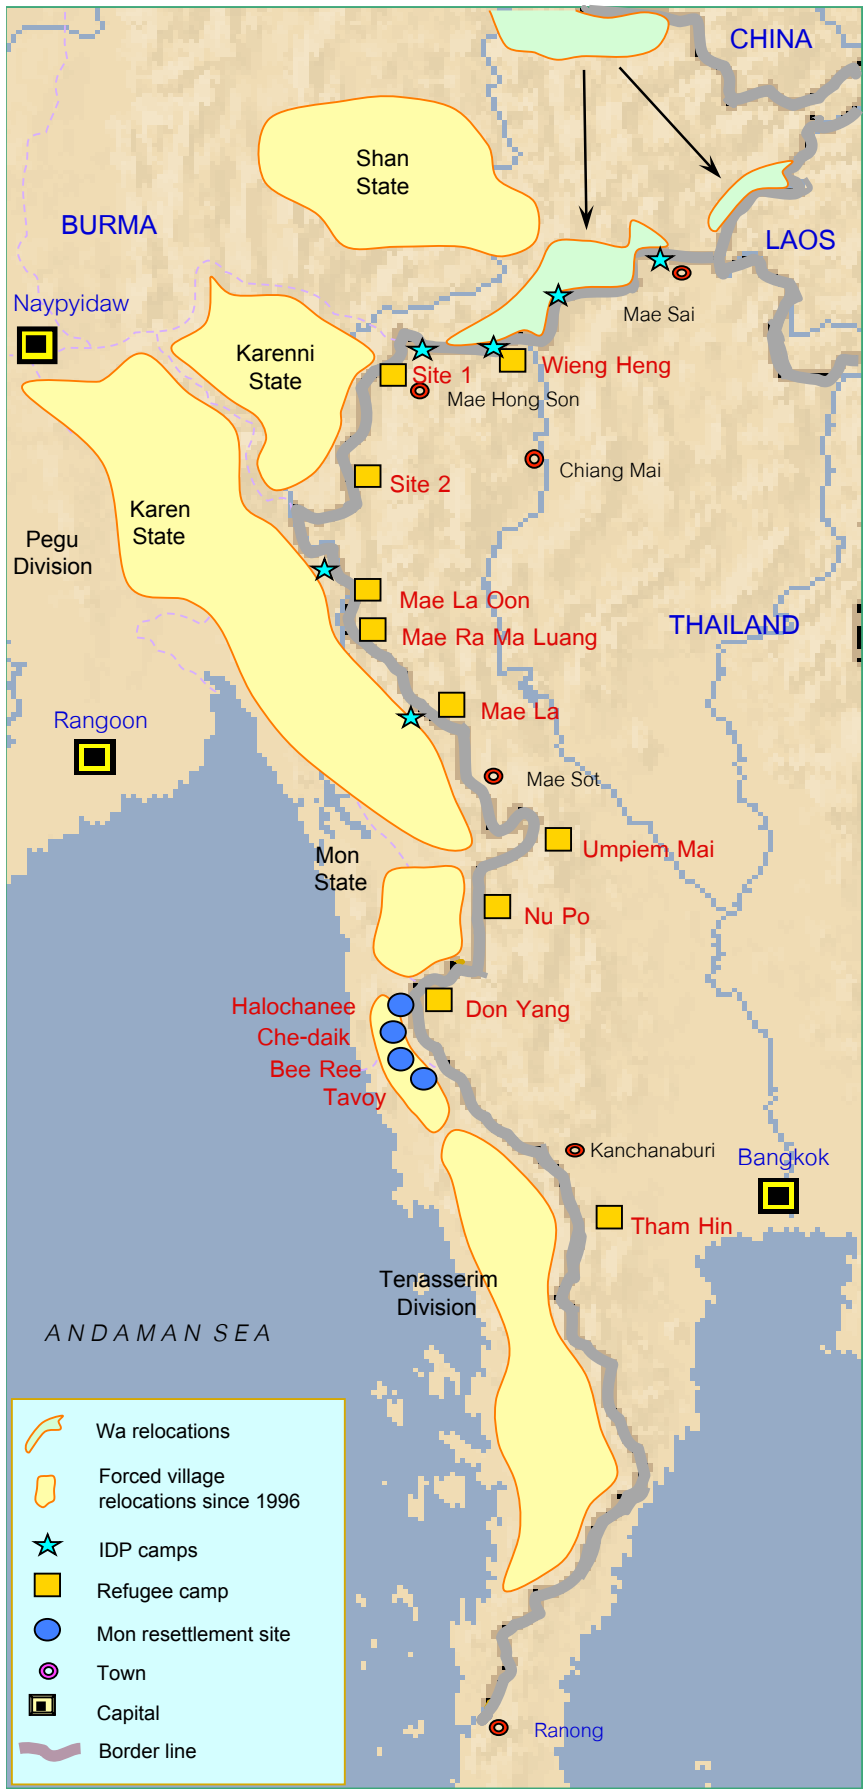 CHINA
Shan
State
BURMA
LAOS
Naypyidaw
Mae Sai
Karenni
State
Wieng Heng
Site 1
Mae Hong Son
Chiang Mai
Site 2
Karen
State
Pegu
Division
Mae La Oon
THAILAND
Mae Ra Ma Luang
Mae La
Rangoon
Mae Sot
Umpiem Mai
Mon
State
Nu Po
Halochanee
Don Yang
Che-daik
Bee Ree
Tavoy
Kanchanaburi
Bangkok
Tham Hin
Tenasserim
Division
ANDAMAN SEA
Wa relocations
Forced village
relocations since 1996
IDP camps
Refugee camp
Mon resettlement site
Town
Capital
Border line
Ranong